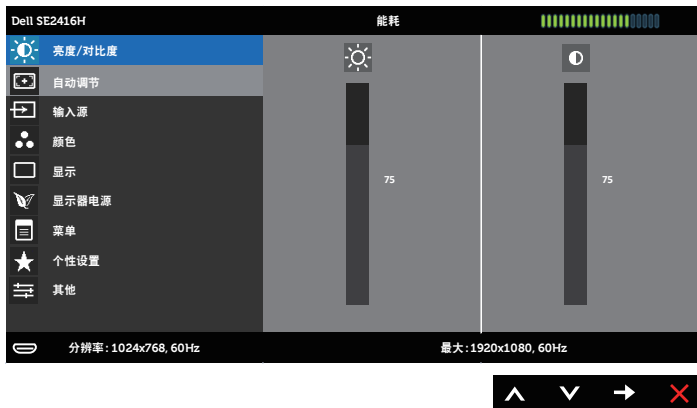 Dell SE2416H 能耗
亮度/对比度
自动调节
输入源
颜色
显示
显示器电源
菜单
个性设置
其他
75 75
分辨率: 1024x768, 60Hz 最大: 1920x1080, 60Hz